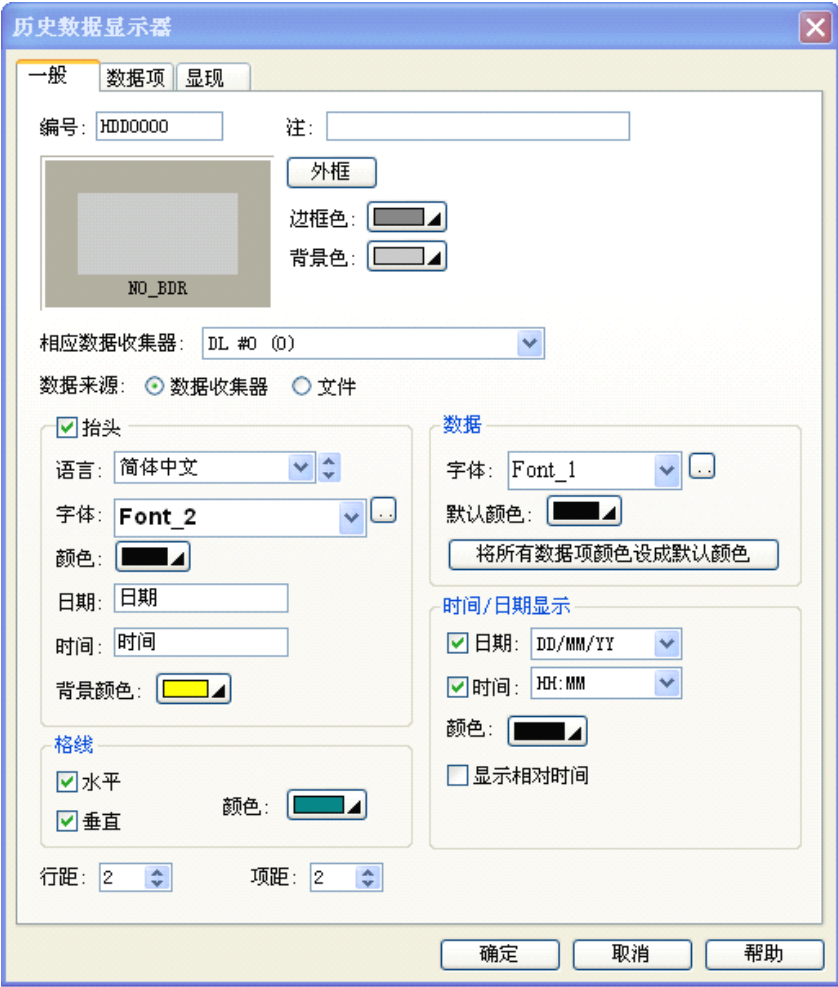 历史数据显示器
一般 数据项 显现
编号: HDD0000 注:
外框
边框色:
背景色:
NO_BDR
相应数据收集器: DL #0 (0)
数据来源: 数据收集器 文件
抬头
语言: 简体中文
字体: Font_2 ..
颜色:
日期: 日期
时间: 时间
背景颜色:
数据
字体: Font_1 ..
默认颜色:
将所有数据项颜色设成默认颜色
时间/日期显示
日期: DD/MM/YY
时间: HH:MM
颜色:
显示相对时间
格线
水平
垂直
颜色:
行距: 2 项距: 2
确定 取消 帮助